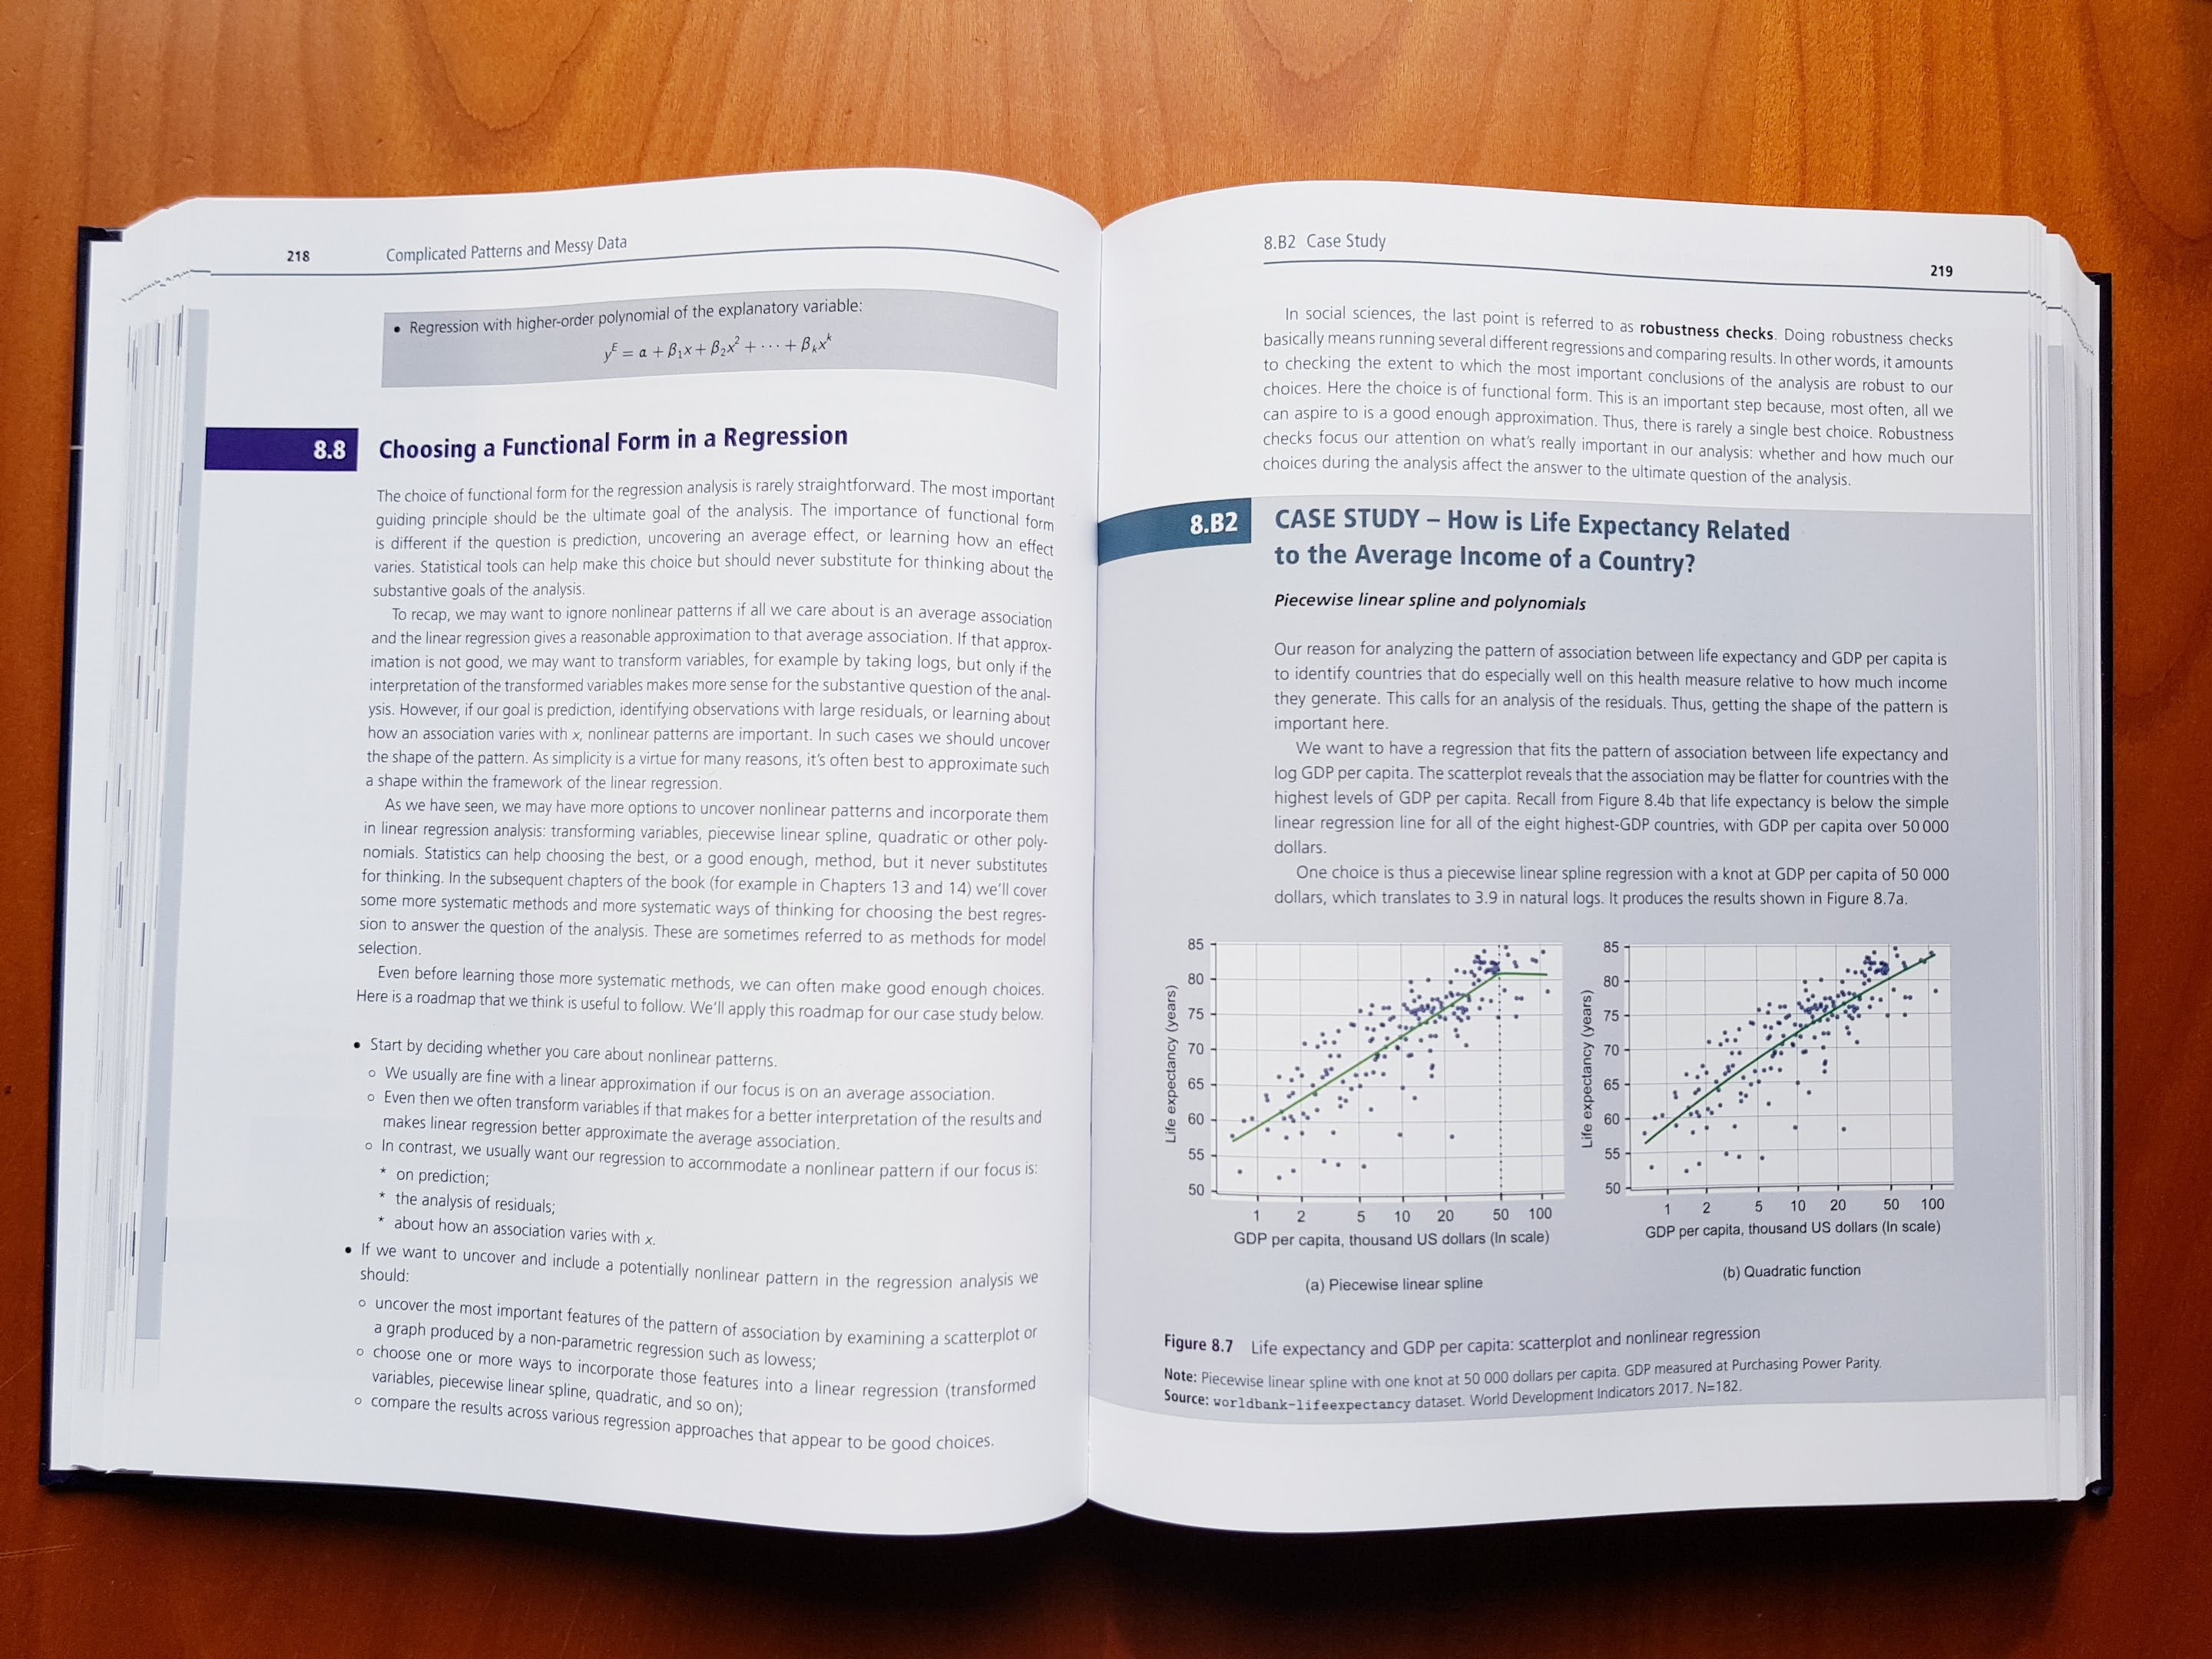 218 Complicated Patterns and Messy Data
• Regression with higher-order polynomial of the explanatory variable:
y^E = α + β₁x + β₂x² + ··· + βₖx^k
8.8 Choosing a Functional Form in a Regression
The choice of functional form for the regression analysis is rarely straightforward. The most important
guiding principle should be the ultimate goal of the analysis. The importance of functional form
is different if the question is prediction, uncovering an average effect, or learning how an effect
varies. Statistical tools can help make this choice but should never substitute for thinking about the
substantive goals of the analysis.
To recap, we may want to ignore nonlinear patterns if all we care about is an average association
and the linear regression gives a reasonable approximation to that average association. If that approx-
imation is not good, we may want to transform variables, for example by taking logs, but only if the
interpretation of the transformed variables makes more sense for the substantive question of the anal-
ysis. However, if our goal is prediction, identifying observations with large residuals, or learning about
how an association varies with x, nonlinear patterns are important. In such cases we should uncover
the shape of the pattern. As simplicity is a virtue for many reasons, it's often best to approximate such
a shape within the framework of the linear regression.
As we have seen, we may have more options to uncover nonlinear patterns and incorporate them
in linear regression analysis: transforming variables, piecewise linear spline, quadratic or other poly-
nomials. Statistics can help choosing the best, or a good enough, method, but it never substitutes
for thinking. In the subsequent chapters of the book (for example in Chapters 13 and 14) we'll cover
some more systematic methods and more systematic ways of thinking for choosing the best regres-
sion to answer the question of the analysis. These are sometimes referred to as methods for model
selection.
Even before learning those more systematic methods, we can often make good enough choices.
Here is a roadmap that we think is useful to follow. We'll apply this roadmap for our case study below.
• Start by deciding whether you care about nonlinear patterns.
○ We usually are fine with a linear approximation if our focus is on an average association.
○ Even then we often transform variables if that makes for a better interpretation of the results and
makes linear regression better approximate the average association.
○ In contrast, we usually want our regression to accommodate a nonlinear pattern if our focus is:
* on prediction;
* the analysis of residuals;
* about how an association varies with x.
• If we want to uncover and include a potentially nonlinear pattern in the regression analysis we
should:
○ uncover the most important features of the pattern of association by examining a scatterplot or
a graph produced by a non-parametric regression such as lowess;
○ choose one or more ways to incorporate those features into a linear regression (transformed
variables, piecewise linear spline, quadratic, and so on);
○ compare the results across various regression approaches that appear to be good choices.
8.B2 Case Study 219
In social sciences, the last point is referred to as robustness checks. Doing robustness checks
basically means running several different regressions and comparing results. In other words, it amounts
to checking the extent to which the most important conclusions of the analysis are robust to our
choices. Here the choice is of functional form. This is an important step because, most often, all we
can aspire to is a good enough approximation. Thus, there is rarely a single best choice. Robustness
checks focus our attention on what's really important in our analysis: whether and how much our
choices during the analysis affect the answer to the ultimate question of the analysis.
8.B2 CASE STUDY – How is Life Expectancy Related
to the Average Income of a Country?
Piecewise linear spline and polynomials
Our reason for analyzing the pattern of association between life expectancy and GDP per capita is
to identify countries that do especially well on this health measure relative to how much income
they generate. This calls for an analysis of the residuals. Thus, getting the shape of the pattern is
important here.
We want to have a regression that fits the pattern of association between life expectancy and
log GDP per capita. The scatterplot reveals that the association may be flatter for countries with the
highest levels of GDP per capita. Recall from Figure 8.4b that life expectancy is below the simple
linear regression line for all of the eight highest-GDP countries, with GDP per capita over 50 000
dollars.
One choice is thus a piecewise linear spline regression with a knot at GDP per capita of 50 000
dollars, which translates to 3.9 in natural logs. It produces the results shown in Figure 8.7a.
Life expectancy (years)
85
80
75
70
65
60
55
50
1 2 5 10 20 50 100
GDP per capita, thousand US dollars (ln scale)
(a) Piecewise linear spline
Life expectancy (years)
85
80
75
70
65
60
55
50
1 2 5 10 20 50 100
GDP per capita, thousand US dollars (ln scale)
(b) Quadratic function
Figure 8.7 Life expectancy and GDP per capita: scatterplot and nonlinear regression
Note: Piecewise linear spline with one knot at 50 000 dollars per capita. GDP measured at Purchasing Power Parity.
Source: worldbank-lifeexpectancy dataset. World Development Indicators 2017. N=182.